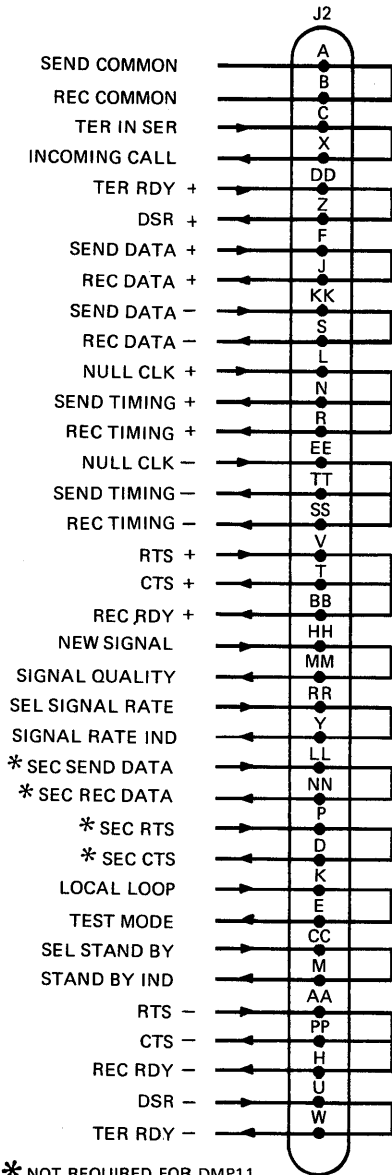 J2
SEND COMMON A
REC COMMON B
TER IN SER C
INCOMING CALL X
TER RDY + DD
DSR + Z
SEND DATA + F
REC DATA + J
SEND DATA − KK
REC DATA − S
NULL CLK + L
SEND TIMING + N
REC TIMING + R
NULL CLK − EE
SEND TIMING − TT
REC TIMING − SS
RTS + V
CTS + T
REC RDY + BB
NEW SIGNAL HH
SIGNAL QUALITY MM
SEL SIGNAL RATE RR
SIGNAL RATE IND Y
* SEC SEND DATA LL
* SEC REC DATA NN
* SEC RTS P
* SEC CTS D
LOCAL LOOP K
TEST MODE E
SEL STAND BY CC
STAND BY IND M
RTS − AA
CTS − PP
REC RDY − H
DSR − U
TER RDY − W
* NOT REQUIRED FOR DMP11